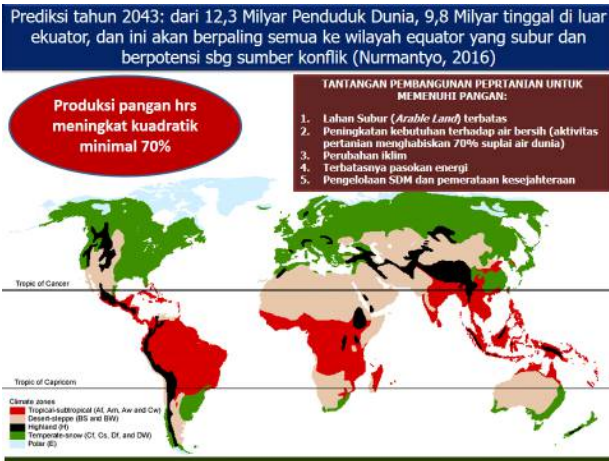 Prediksi tahun 2043: dari 12,3 Milyar Penduduk Dunia, 9,8 Milyar tinggal di luar
ekuator, dan ini akan berpaling semua ke wilayah equator yang subur dan
berpotensi sbg sumber konflik (Nurmantyo, 2016)
Produksi pangan hrs
meningkat kuadratik
minimal 70%
TANTANGAN PEMBANGUNAN PEPRTANIAN UNTUK
MEMENUHI PANGAN:
1. Lahan Subur (Arable Land) terbatas
2. Peningkatan kebutuhan terhadap air bersih (aktivitas
pertanian menghabiskan 70% suplai air dunia)
3. Perubahan iklim
4. Terbatasnya pasokan energi
5. Pengelolaan SDM dan pemerataan kesejahteraan
Tropic of Cancer
Tropic of Capricern
Climate zones
Tropical-subtropical (Af, Am, Aw and Cw)
Desert-steppe (BS and BW)
Highland (H)
Temperate-snow (Cf, Cs, Df, and DW)
Polar (E)